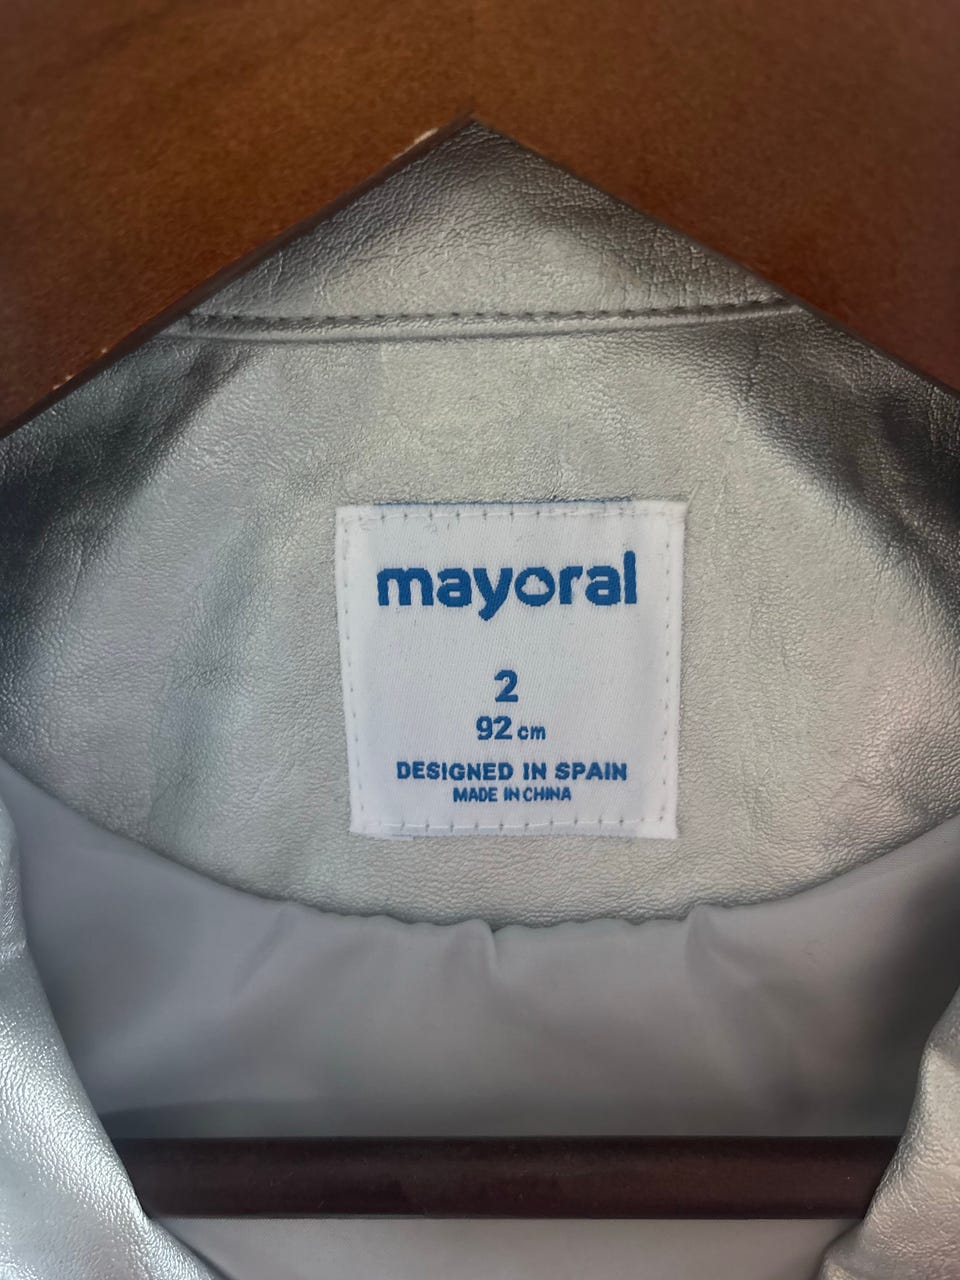 mayoral
2
92 cm
DESIGNED IN SPAIN
MADE IN CHINA